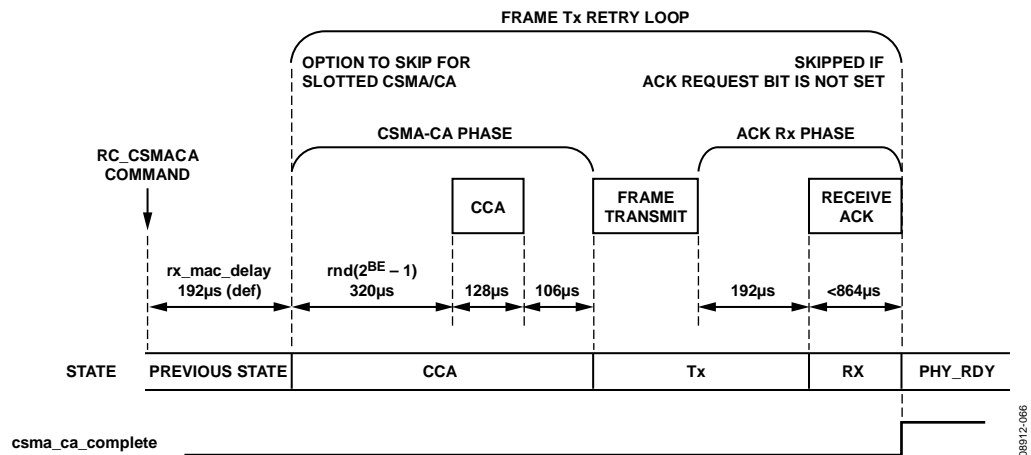 FRAME Tx RETRY LOOP
OPTION TO SKIP FOR
SLOTTED CSMA/CA
SKIPPED IF
ACK REQUEST BIT IS NOT SET
CSMA-CA PHASE
ACK Rx PHASE
RC_CSMACA
COMMAND
CCA
FRAME
TRANSMIT
RECEIVE
ACK
rx_mac_delay
192µs (def)
rnd(2^BE – 1)
320µs
128µs
106µs
192µs
<864µs
STATE
PREVIOUS STATE
CCA
Tx
RX
PHY_RDY
csma_ca_complete
08912-066